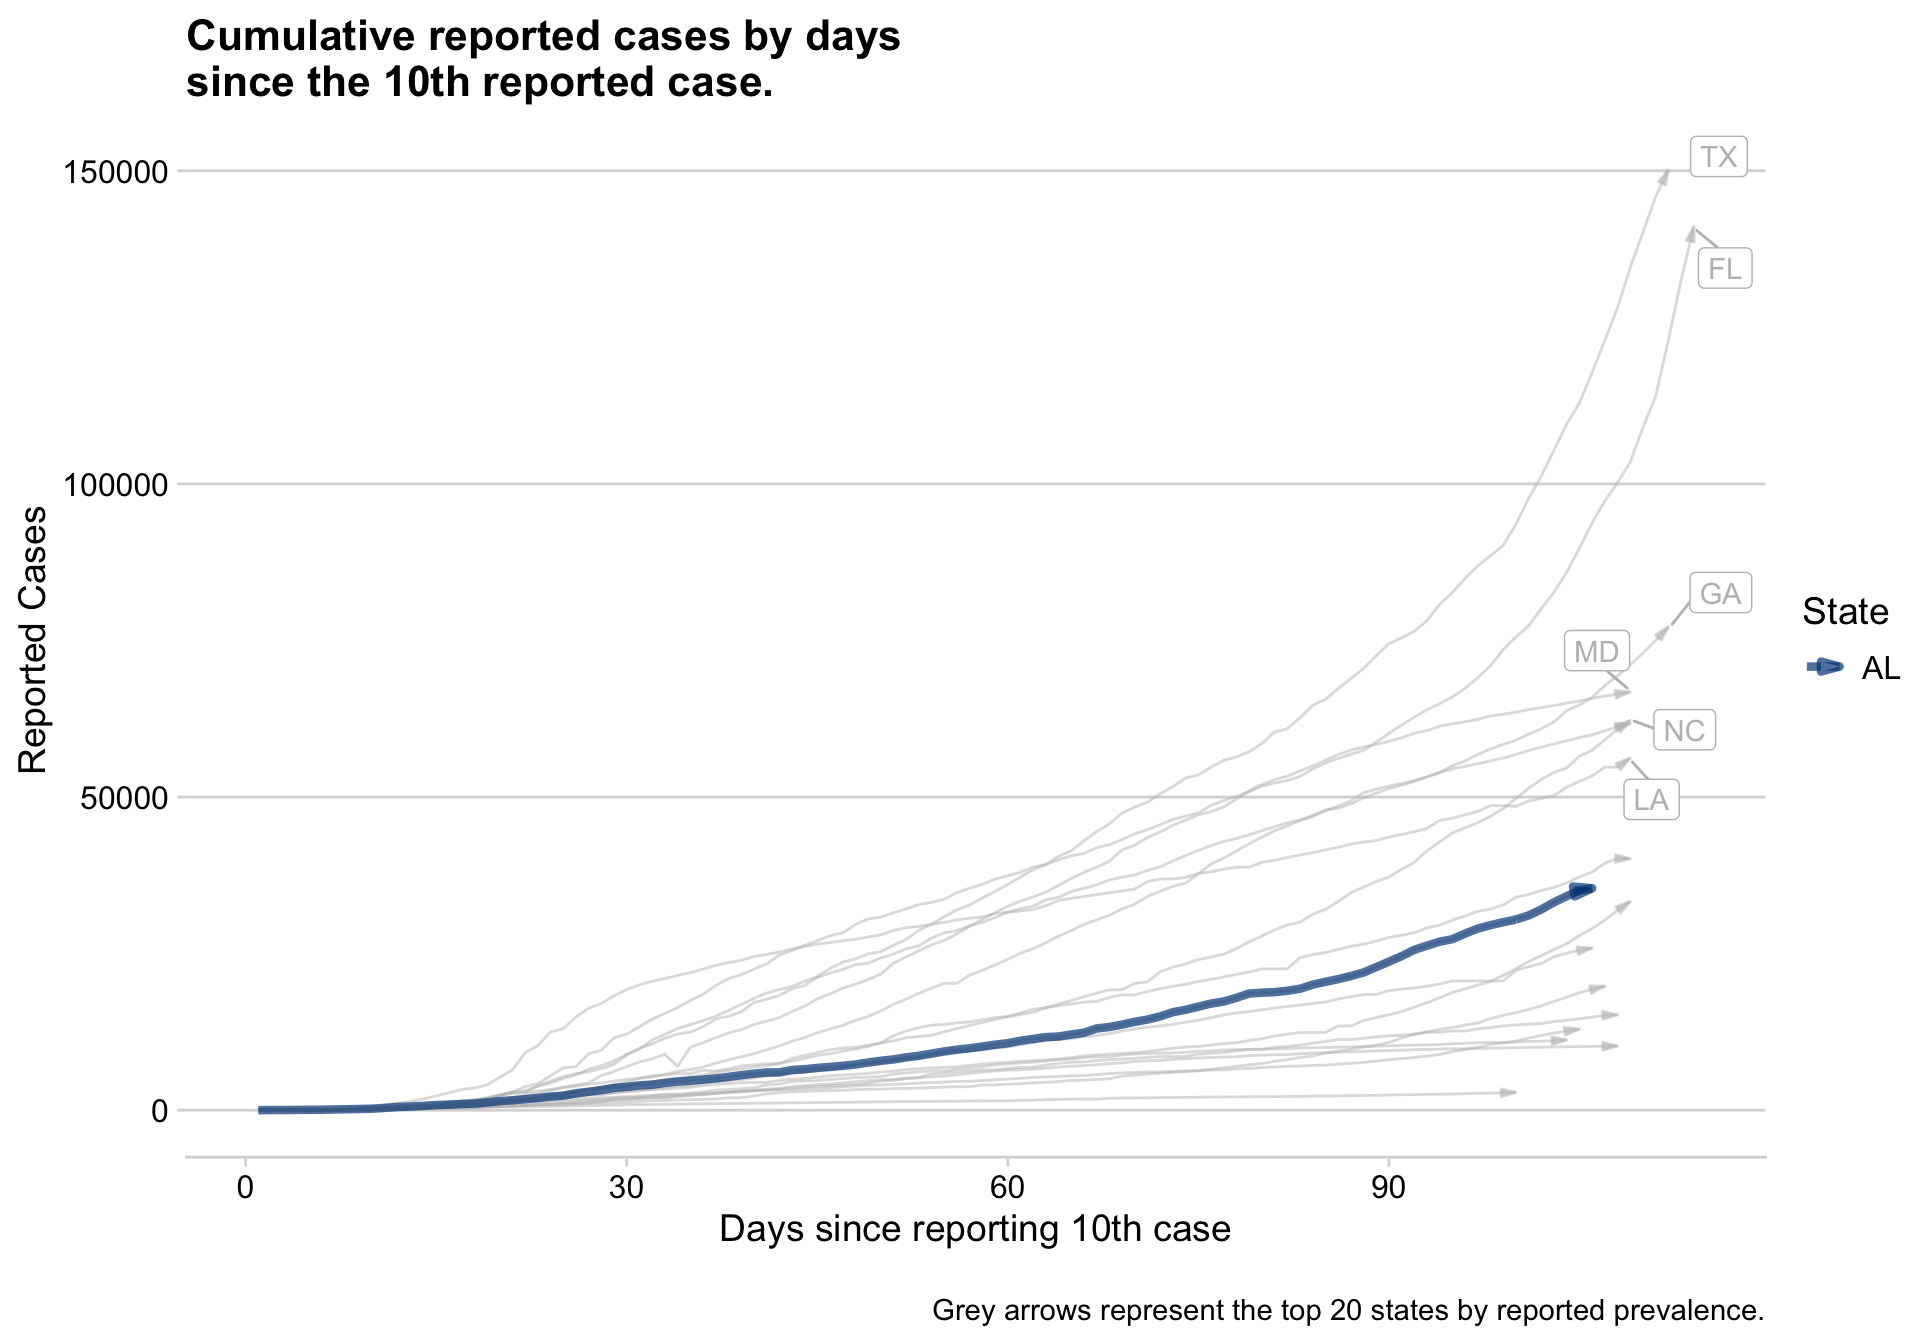 Cumulative reported cases by days
since the 10th reported case.
150000
100000
50000
0
Reported Cases
TX
FL
GA
MD
NC
LA
State
AL
0 30 60 90
Days since reporting 10th case
Grey arrows represent the top 20 states by reported prevalence.